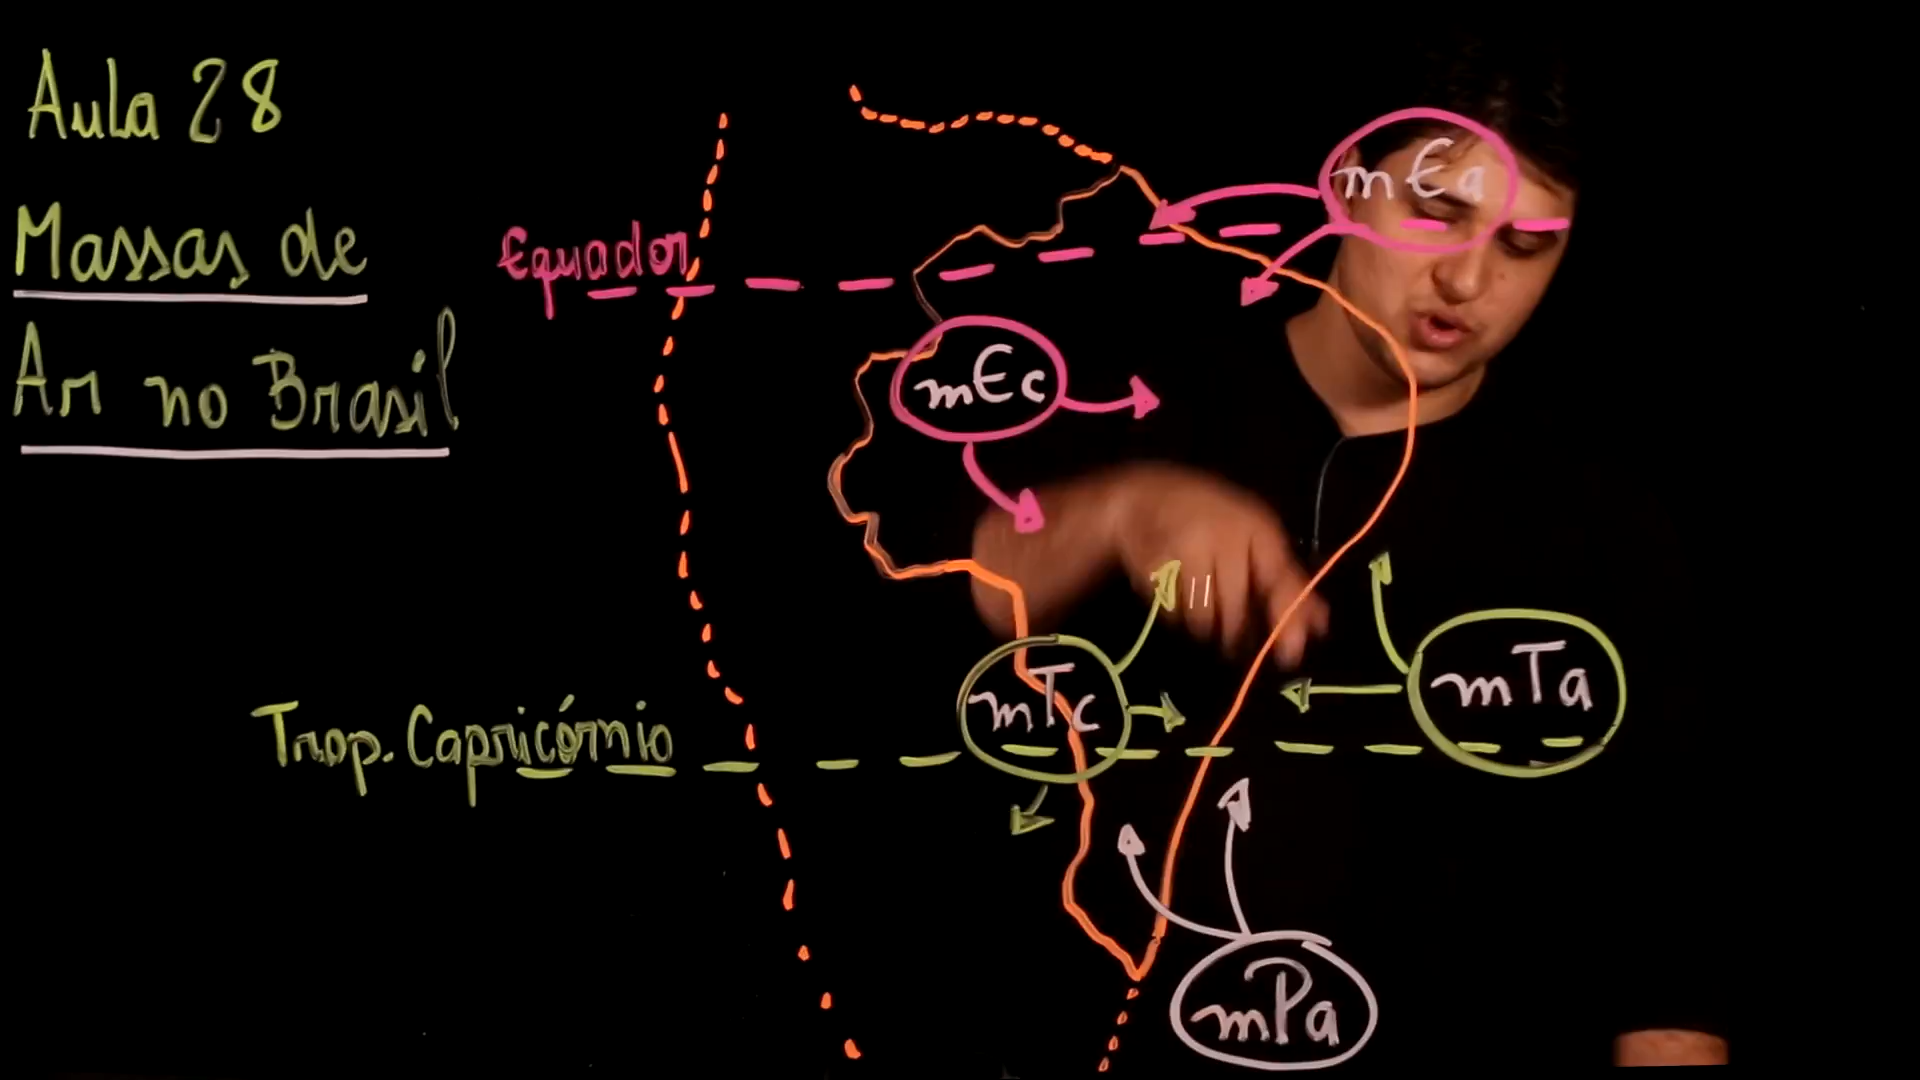 Aula 28
Massas de
Ar no Brasil
Equador
mEa
mEc
mTc
mTa
Trop. Capricórnio
mPa